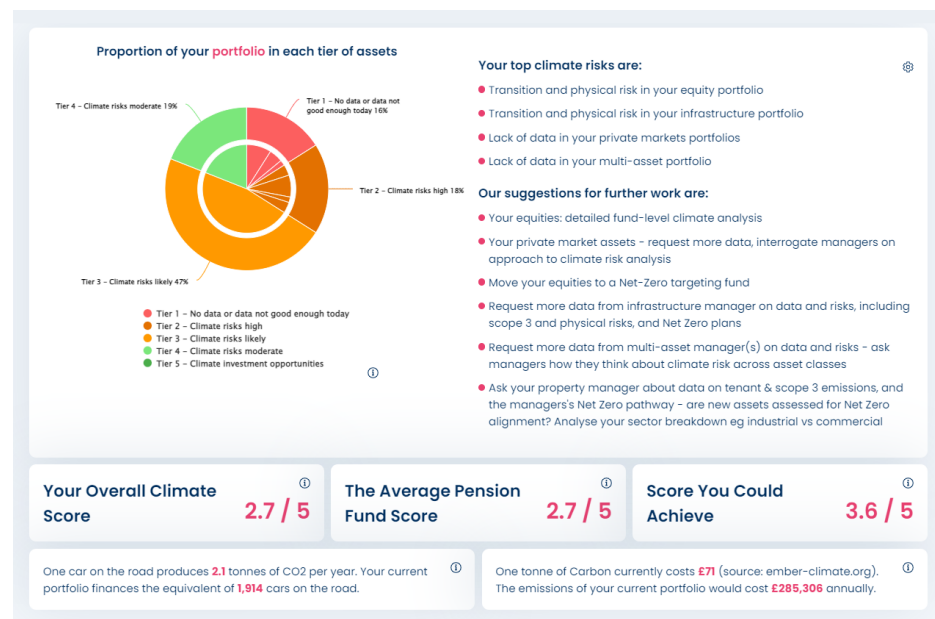 Proportion of your portfolio in each tier of assets
Tier 4 – Climate risks moderate 19%
Tier 1 – No data or data not
good enough today 16%
Tier 2 – Climate risks high 18%
Tier 3 – Climate risks likely 47%
Tier 1 – No data or data not good enough today
Tier 2 – Climate risks high
Tier 3 – Climate risks likely
Tier 4 – Climate risks moderate
Tier 5 – Climate investment opportunities
Your top climate risks are:
Transition and physical risk in your equity portfolio
Transition and physical risk in your infrastructure portfolio
Lack of data in your private markets portfolios
Lack of data in your multi-asset portfolio
Our suggestions for further work are:
Your equities: detailed fund-level climate analysis
Your private market assets - request more data, interrogate managers on
approach to climate risk analysis
Move your equities to a Net-Zero targeting fund
Request more data from infrastructure manager on data and risks, including
scope 3 and physical risks, and Net Zero plans
Request more data from multi-asset manager(s) on data and risks - ask
managers how they think about climate risk across asset classes
Ask your property manager about data on tenant & scope 3 emissions, and
the managers's Net Zero pathway - are new assets assessed for Net Zero
alignment? Analyse your sector breakdown eg industrial vs commercial
Your Overall Climate
Score
2.7 / 5
The Average Pension
Fund Score
2.7 / 5
Score You Could
Achieve
3.6 / 5
One car on the road produces 2.1 tonnes of CO2 per year. Your current
portfolio finances the equivalent of 1,914 cars on the road.
One tonne of Carbon currently costs £71 (source: ember-climate.org).
The emissions of your current portfolio would cost £285,306 annually.